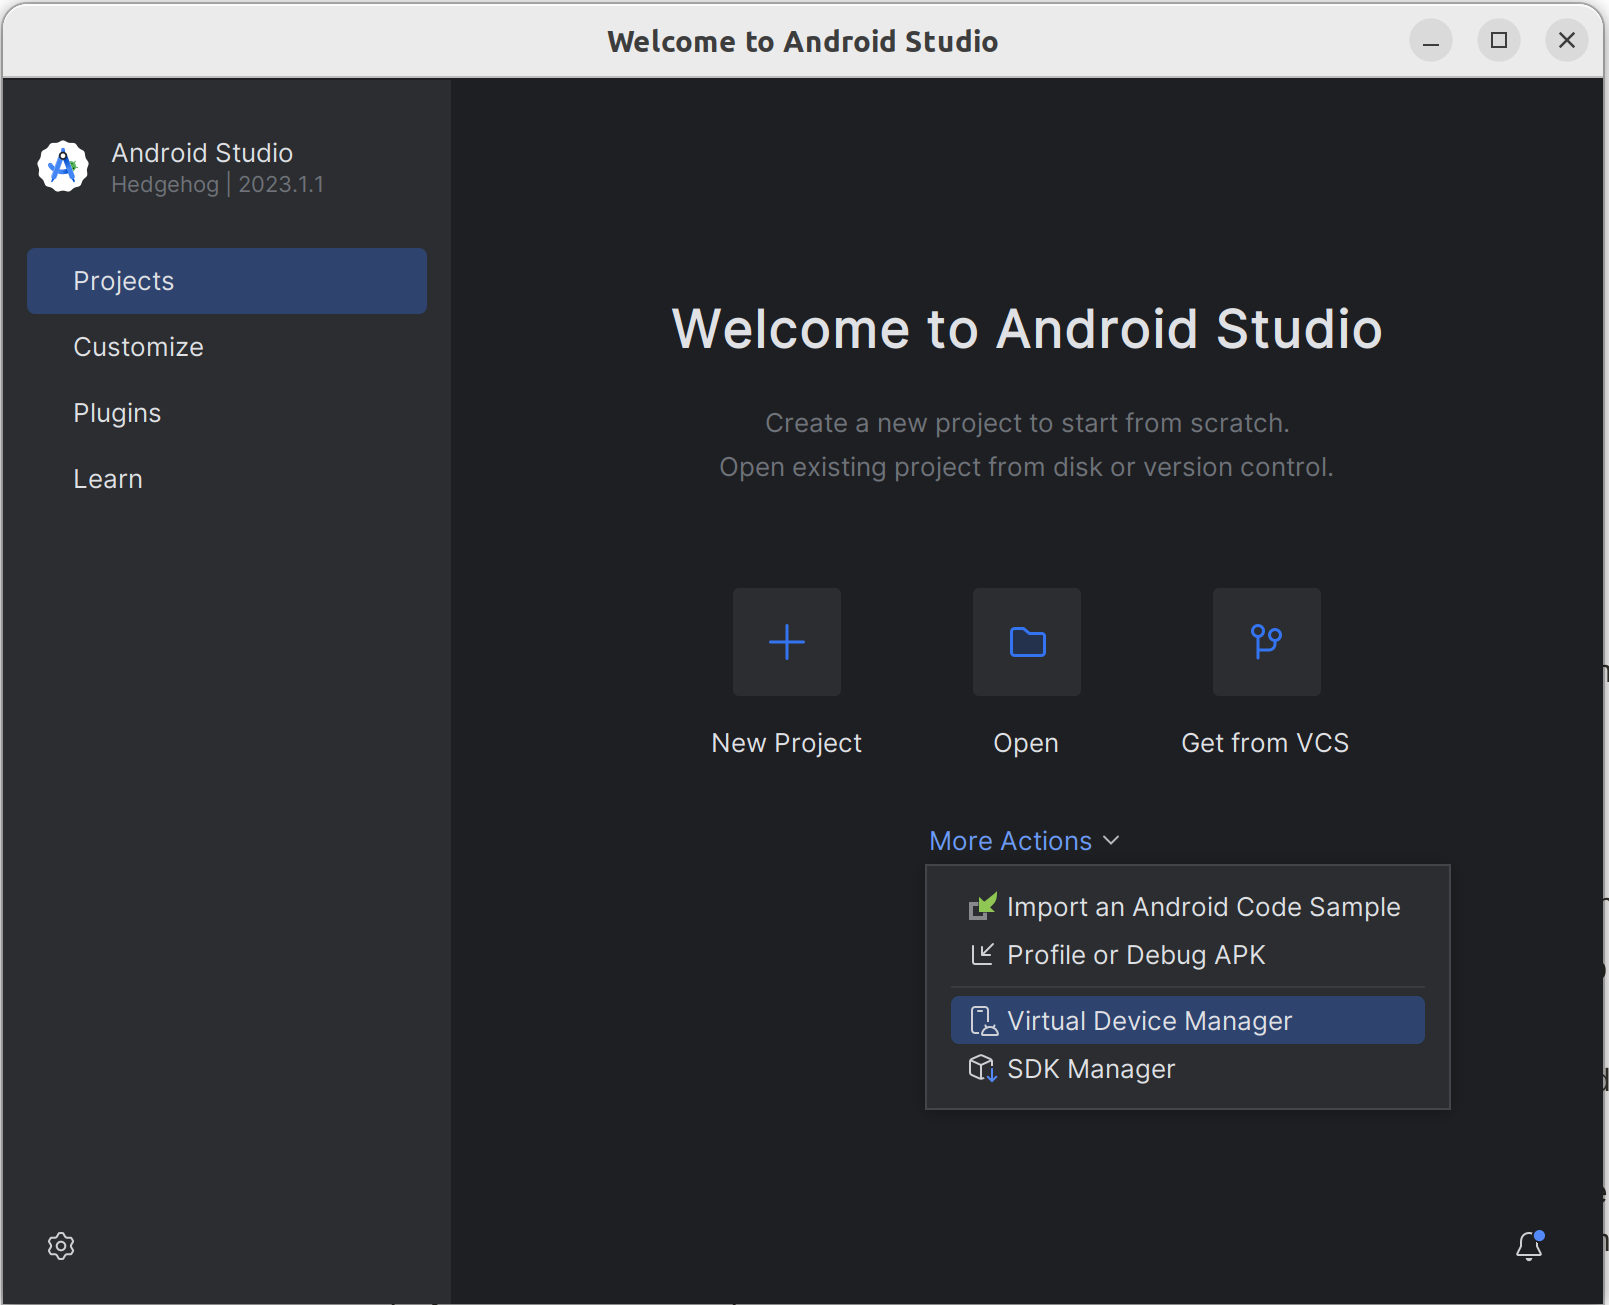 Welcome to Android Studio
Android Studio
Hedgehog | 2023.1.1
Projects
Customize
Plugins
Learn
Welcome to Android Studio
Create a new project to start from scratch.
Open existing project from disk or version control.
New Project
Open
Get from VCS
More Actions
Import an Android Code Sample
Profile or Debug APK
Virtual Device Manager
SDK Manager